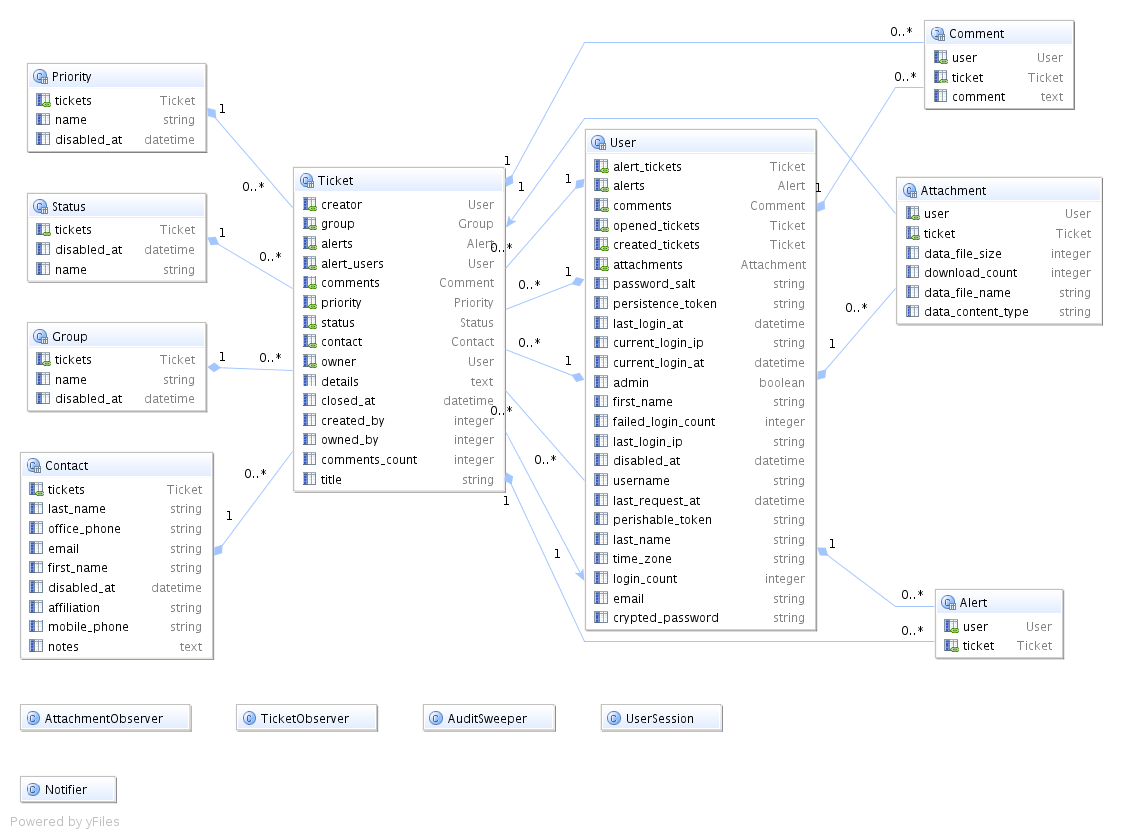 Priority
tickets Ticket
name string
disabled_at datetime
Status
tickets Ticket
disabled_at datetime
name string
Group
tickets Ticket
name string
disabled_at datetime
Contact
tickets Ticket
last_name string
office_phone string
email string
first_name string
disabled_at datetime
affiliation string
mobile_phone string
notes text
1
0..*
1
0..*
1
0..*
0..*
1
Ticket
creator User
group Group
alerts Alert
alert_users User
comments Comment
priority Priority
status Status
contact Contact
owner User
details text
closed_at datetime
created_by integer
owned_by integer
comments_count integer
title string
1
1
1
0..*
1
0..*
0..*
1
0..*
0..*
1
1
User
alert_tickets Ticket
alerts Alert
comments Comment
opened_tickets Ticket
created_tickets Ticket
attachments Attachment
password_salt string
persistence_token string
last_login_at datetime
current_login_ip string
current_login_at datetime
admin boolean
first_name string
failed_login_count integer
last_login_ip string
disabled_at datetime
username string
last_request_at datetime
perishable_token string
last_name string
time_zone string
login_count integer
email string
crypted_password string
0..*
0..*
1
0..*
1
1
0..*
0..*
Comment
user User
ticket Ticket
comment text
Attachment
user User
ticket Ticket
data_file_size integer
download_count integer
data_file_name string
data_content_type string
Alert
user User
ticket Ticket
AttachmentObserver
TicketObserver
AuditSweeper
UserSession
Notifier
Powered by yFiles